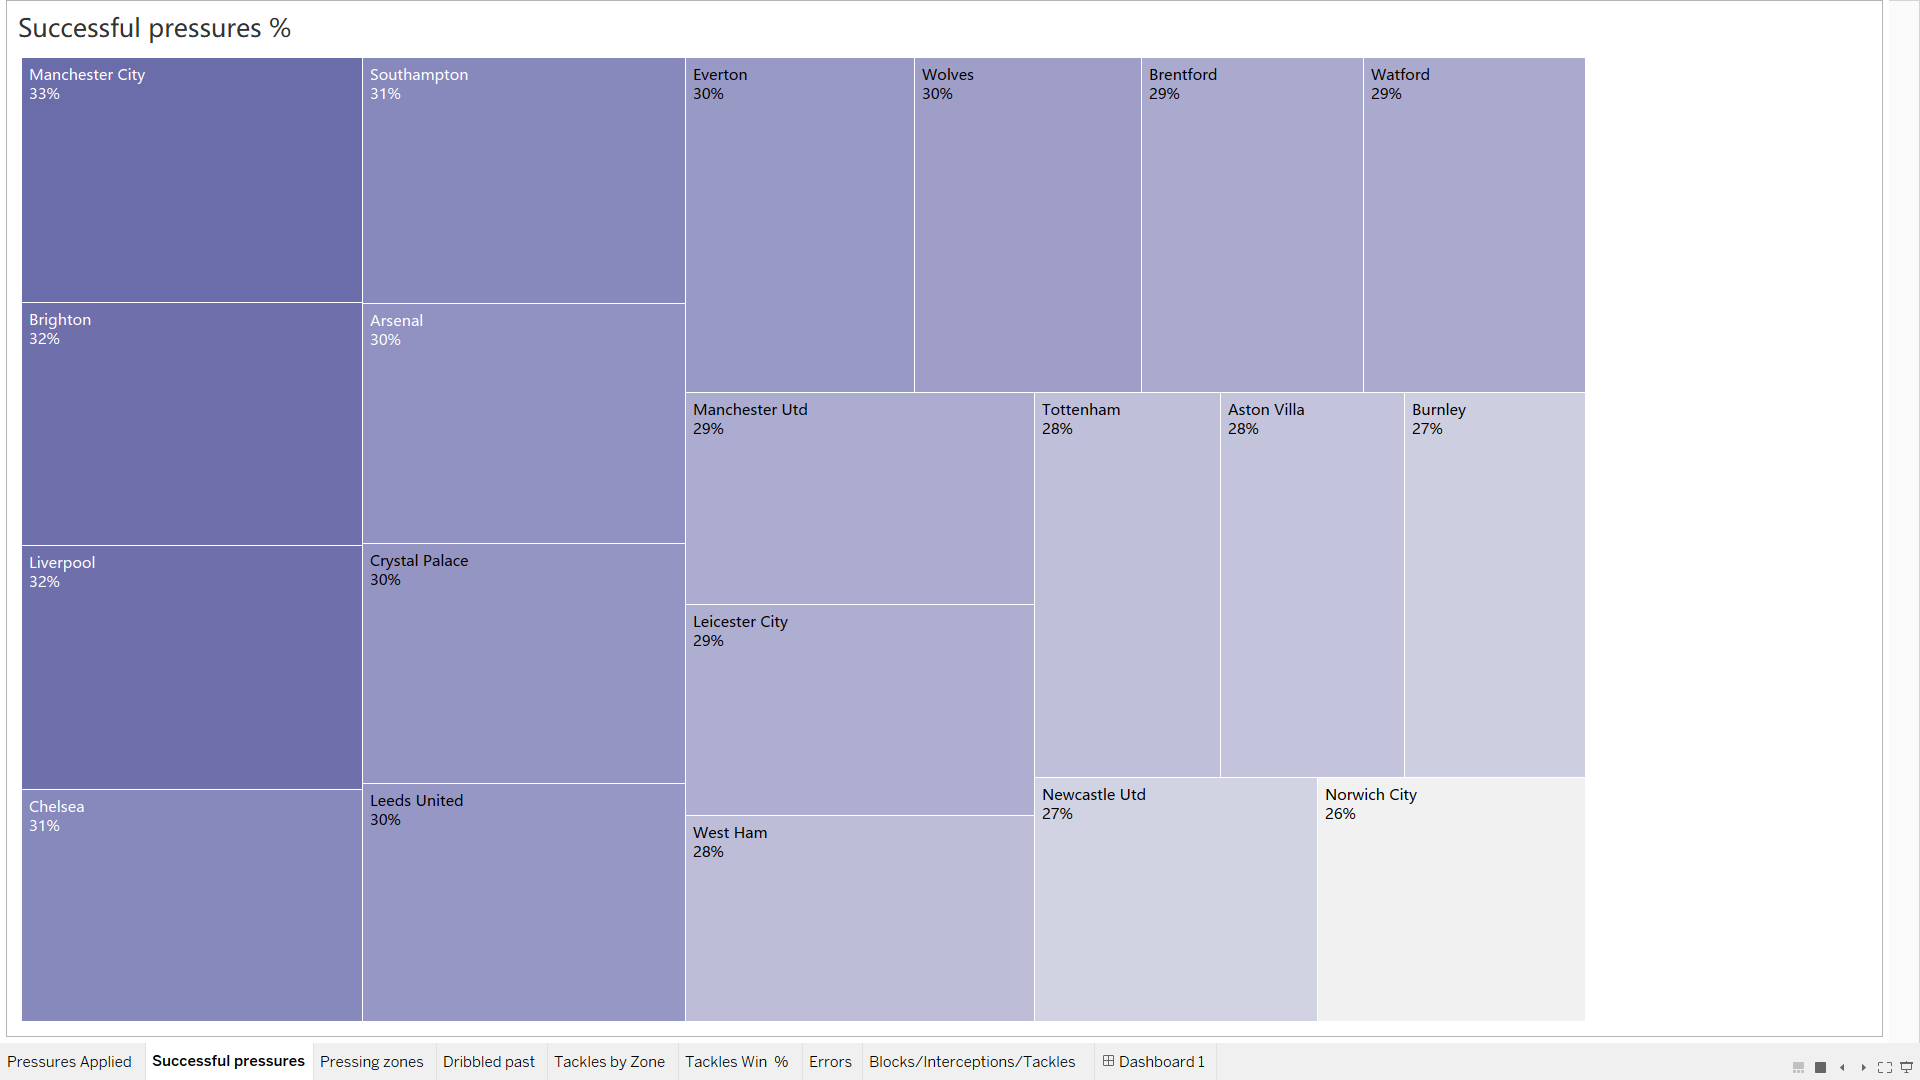 Successful pressures %
Manchester City
33%
Brighton
32%
Liverpool
32%
Chelsea
31%
Southampton
31%
Arsenal
30%
Crystal Palace
30%
Leeds United
30%
Everton
30%
Wolves
30%
Brentford
29%
Watford
29%
Manchester Utd
29%
Leicester City
29%
West Ham
28%
Tottenham
28%
Aston Villa
28%
Burnley
27%
Newcastle Utd
27%
Norwich City
26%
Pressures Applied
Successful pressures
Pressing zones
Dribbled past
Tackles by Zone
Tackles Win %
Errors
Blocks/Interceptions/Tackles
Dashboard 1